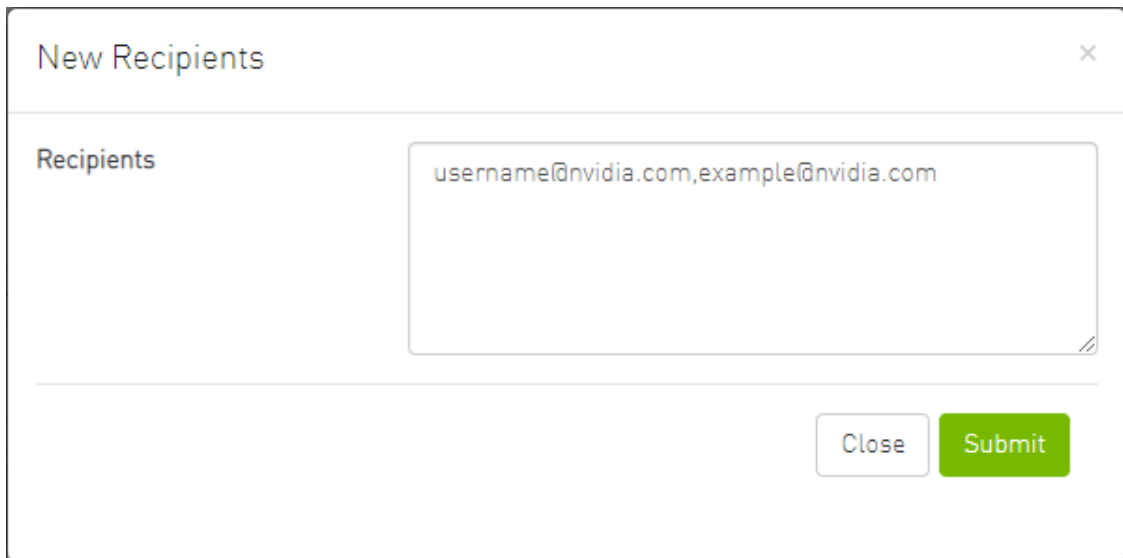 New Recipients
Recipients
username@nvidia.com,example@nvidia.com
Close
Submit